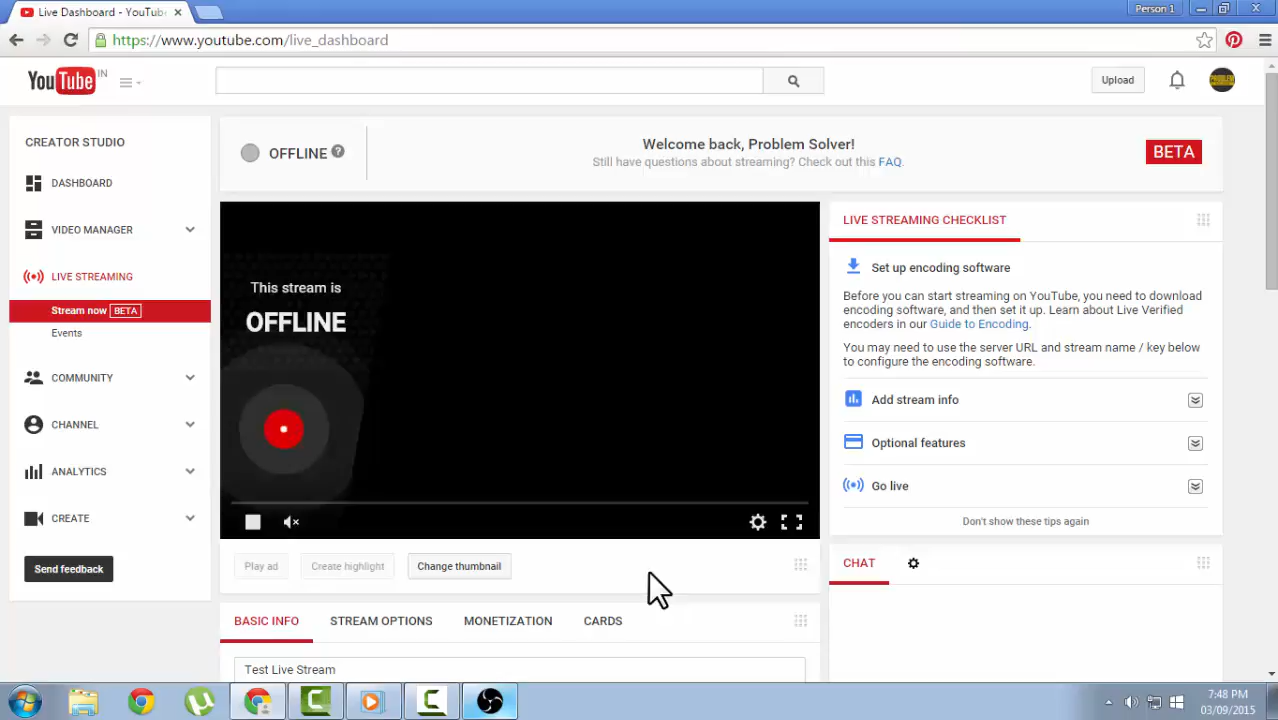 Live Dashboard - YouTub
Person 1
https://www.youtube.com/live_dashboard
YouTube IN
Upload
CREATOR STUDIO
DASHBOARD
VIDEO MANAGER
LIVE STREAMING
Stream now BETA
Events
COMMUNITY
CHANNEL
ANALYTICS
CREATE
Send feedback
OFFLINE ?
Welcome back, Problem Solver!
Still have questions about streaming? Check out this FAQ.
BETA
This stream is
OFFLINE
Play ad
Create highlight
Change thumbnail
BASIC INFO
STREAM OPTIONS
MONETIZATION
CARDS
Test Live Stream
LIVE STREAMING CHECKLIST
Set up encoding software
Before you can start streaming on YouTube, you need to download
encoding software, and then set it up. Learn about Live Verified
encoders in our Guide to Encoding.
You may need to use the server URL and stream name / key below
to configure the encoding software.
Add stream info
Optional features
Go live
Don't show these tips again
CHAT
7:48 PM
03/09/2015